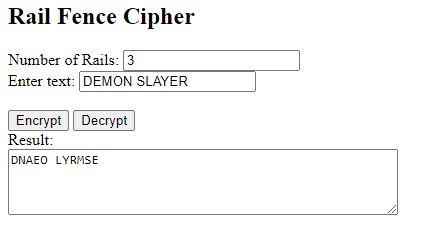 Rail Fence Cipher
Number of Rails: 3
Enter text: DEMON SLAYER
Encrypt Decrypt
Result:
DNAEO LYRMSE